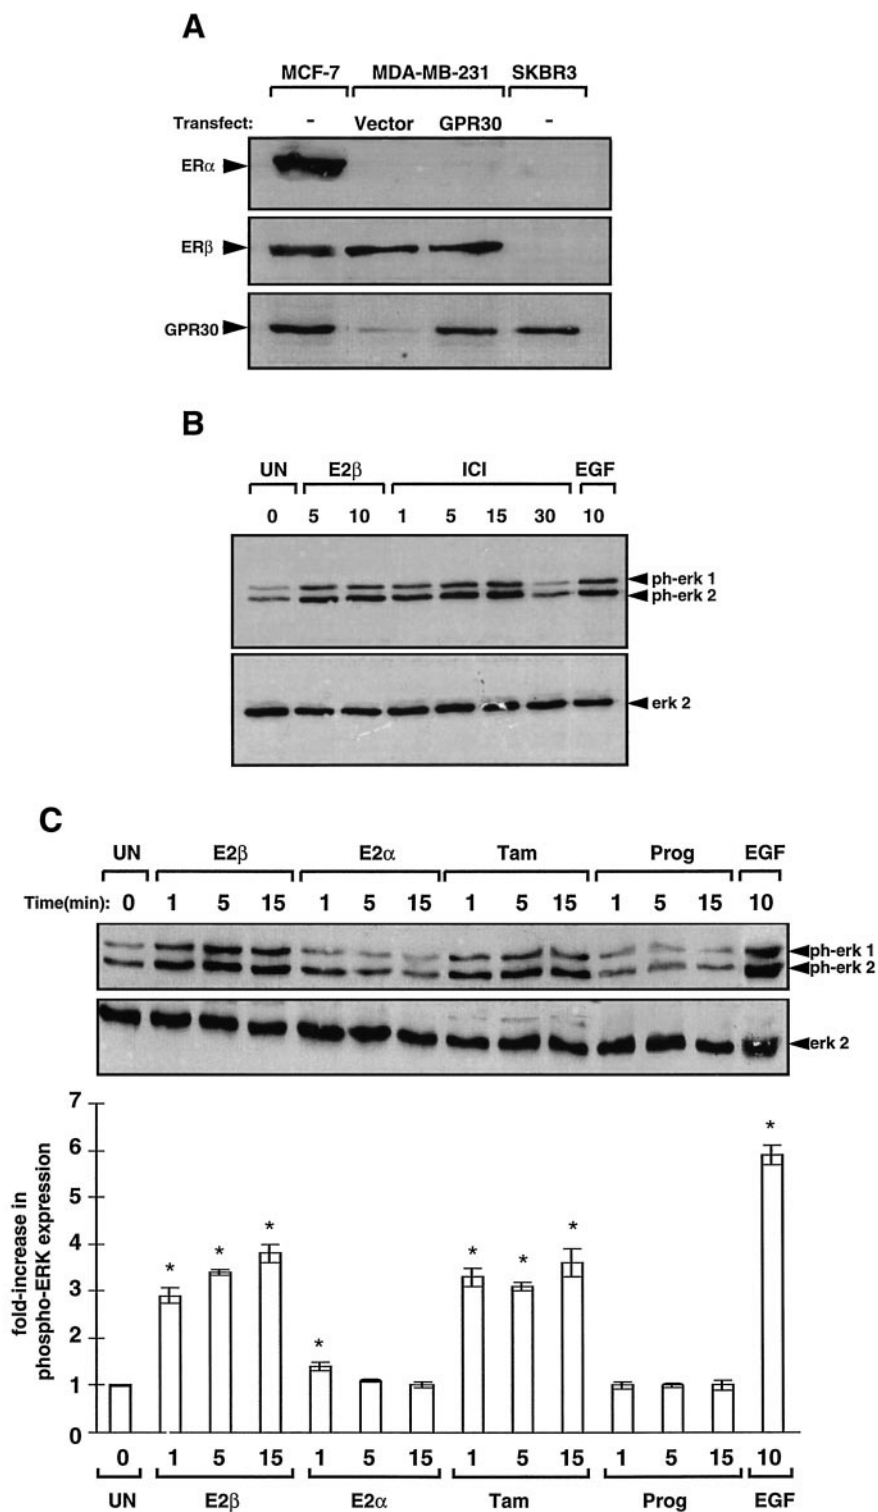 A
MCF-7 MDA-MB-231 SKBR3
Transfect: - Vector GPR30 -
ERα
ERβ
GPR30
B
UN E2β ICI EGF
0 5 10 1 5 15 30 10
ph-erk 1
ph-erk 2
erk 2
C
UN E2β E2α Tam Prog EGF
Time(min): 0 1 5 15 1 5 15 1 5 15 1 5 15 10
ph-erk 1
ph-erk 2
erk 2
fold-increase in
phospho-ERK expression
7
6
5
4
3
2
1
0
* * * * * * * *
0 1 5 15 1 5 15 1 5 15 1 5 15 10
UN E2β E2α Tam Prog EGF